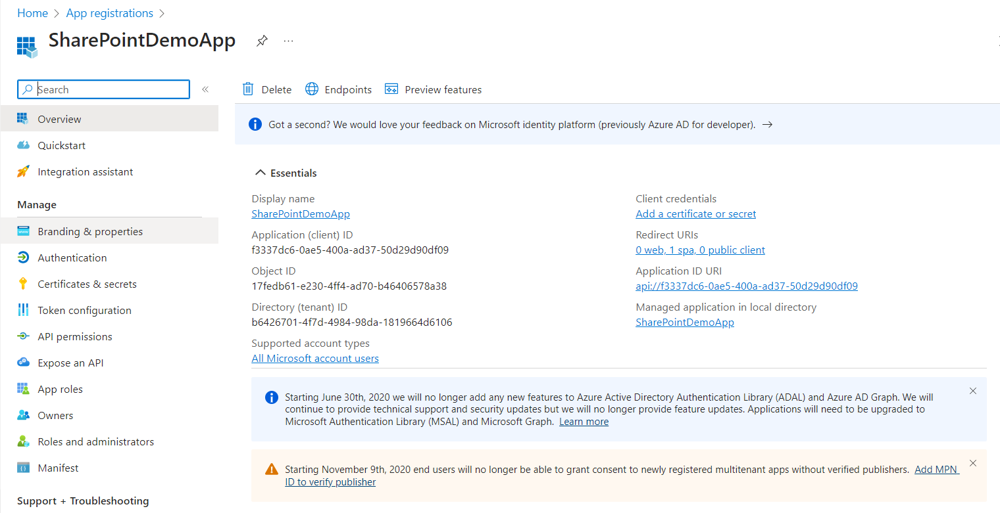 Home > App registrations >
SharePointDemoApp ...
Search «
Overview
Quickstart
Integration assistant
Manage
Branding & properties
Authentication
Certificates & secrets
Token configuration
API permissions
Expose an API
App roles
Owners
Roles and administrators
Manifest
Support + Troubleshooting
Delete Endpoints Preview features
Got a second? We would love your feedback on Microsoft identity platform (previously Azure AD for developer). →
Essentials
Display name
SharePointDemoApp
Application (client) ID
f3337dc6-0ae5-400a-ad37-50d29d90df09
Object ID
17fedb61-e230-4ff4-ad70-b46406578a38
Directory (tenant) ID
b6426701-4f7d-4984-98da-1819664d6106
Supported account types
All Microsoft account users
Client credentials
Add a certificate or secret
Redirect URIs
0 web, 1 spa, 0 public client
Application ID URI
api://f3337dc6-0ae5-400a-ad37-50d29d90df09
Managed application in local directory
SharePointDemoApp
Starting June 30th, 2020 we will no longer add any new features to Azure Active Directory Authentication Library (ADAL) and Azure AD Graph. We will
continue to provide technical support and security updates but we will no longer provide feature updates. Applications will need to be upgraded to
Microsoft Authentication Library (MSAL) and Microsoft Graph. Learn more
Starting November 9th, 2020 end users will no longer be able to grant consent to newly registered multitenant apps without verified publishers. Add MPN
ID to verify publisher